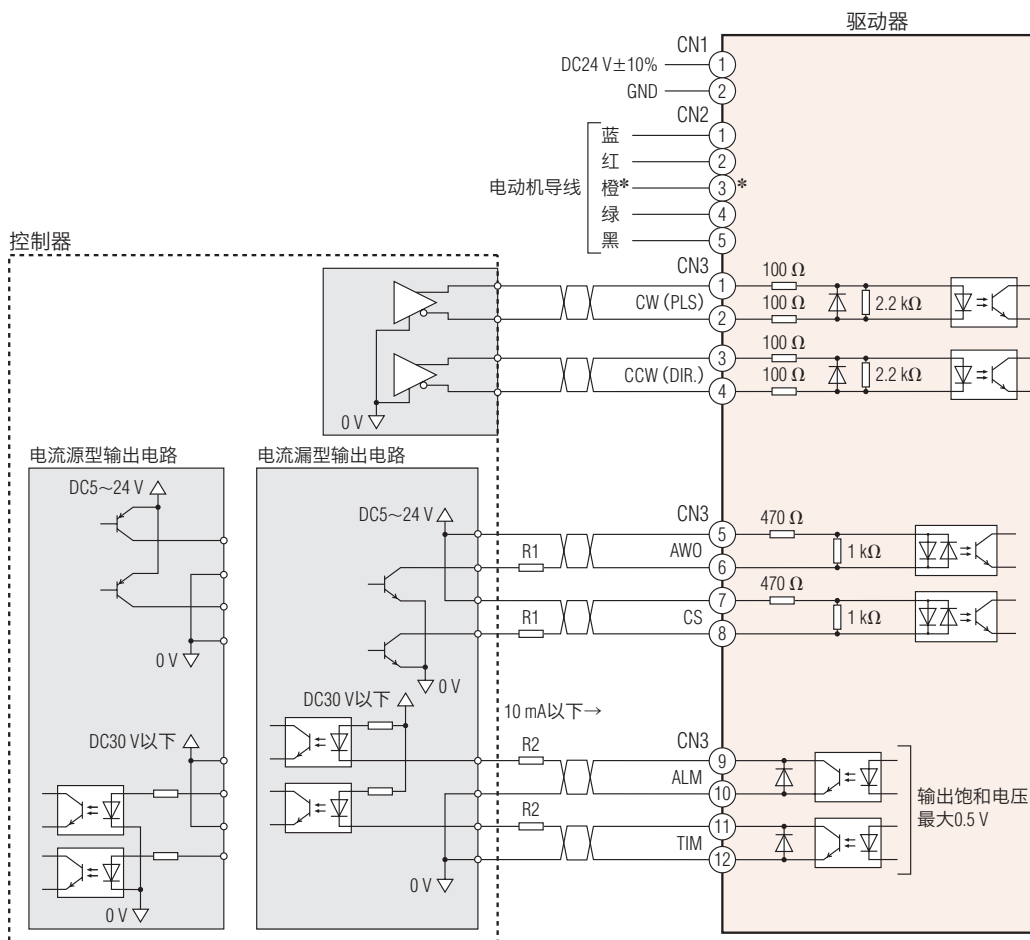 驱动器
CN1
DC24 V±10%
1
GND
2
CN2
蓝
1
红
2
电动机导线
橙*
3
*
绿
4
黑
5
控制器
CN3
1
100 Ω
CW (PLS)
100 Ω
2.2 kΩ
2
3
100 Ω
CCW (DIR.)
100 Ω
2.2 kΩ
4
0 V
电流源型输出电路
电流漏型输出电路
DC5~24 V
DC5~24 V
CN3
5
470 Ω
R1
AWO
1 kΩ
6
7
470 Ω
R1
CS
1 kΩ
8
0 V
0 V
DC30 V以下
10 mA以下→
DC30 V以下
R2
CN3
9
ALM
10
R2
11
TIM
12
输出饱和电压
最大0.5 V
0 V
0 V